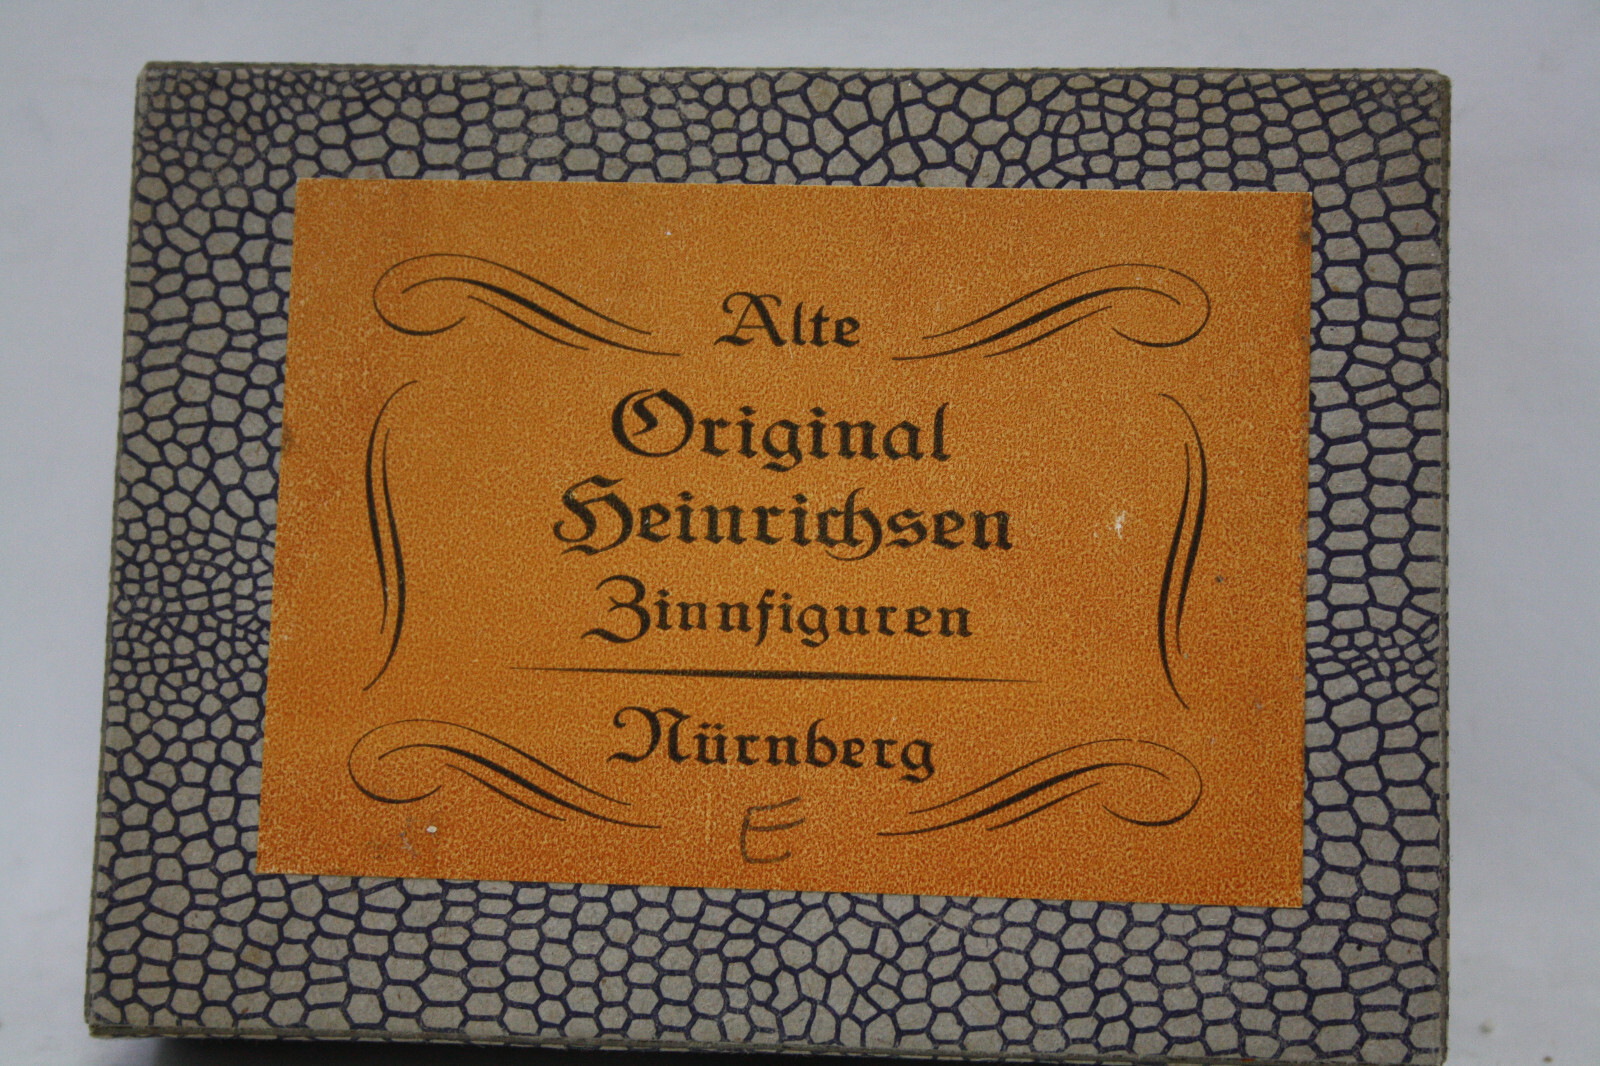 Alte
Original
Heinrichsen
Zinnfiguren
Nürnberg
E